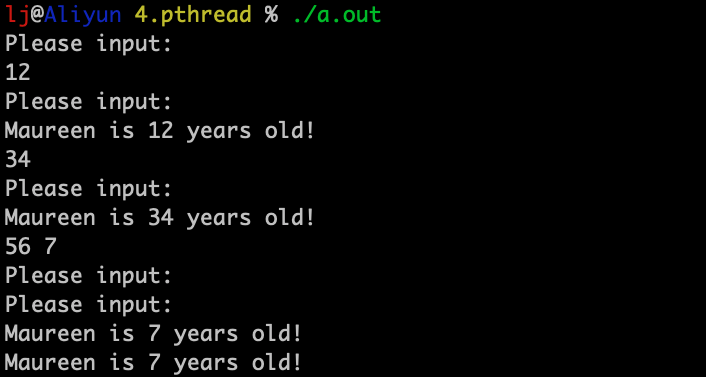 lj@Aliyun 4.pthread % ./a.out
Please input:
12
Please input:
Maureen is 12 years old!
34
Please input:
Maureen is 34 years old!
56 7
Please input:
Please input:
Maureen is 7 years old!
Maureen is 7 years old!